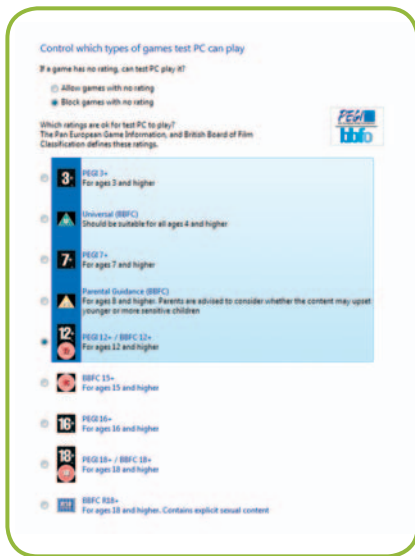 Control which types of games test PC can play
If a game has no rating, can test PC play it?
Allow games with no rating
Block games with no rating
Which ratings are ok for test PC to play?
The Pan European Game Information, and British Board of Film
Classification defines these ratings.
PEGI
bbfc
3+
PEGI 3+
For ages 3 and higher
U
Universal (BBFC)
Should be suitable for all ages 4 and higher
7+
PEGI 7+
For ages 7 and higher
Parental Guidance (BBFC)
For ages 8 and higher. Parents are advised to consider whether the content may upset
younger or more sensitive children
12+
PEGI 12+ / BBFC 12+
For ages 12 and higher
BBFC 15+
For ages 15 and higher
16+
PEGI 16+
For ages 16 and higher
18+
PEGI 18+ / BBFC 18+
For ages 18 and higher
R18
BBFC R18+
For ages 18 and higher. Contains explicit sexual content